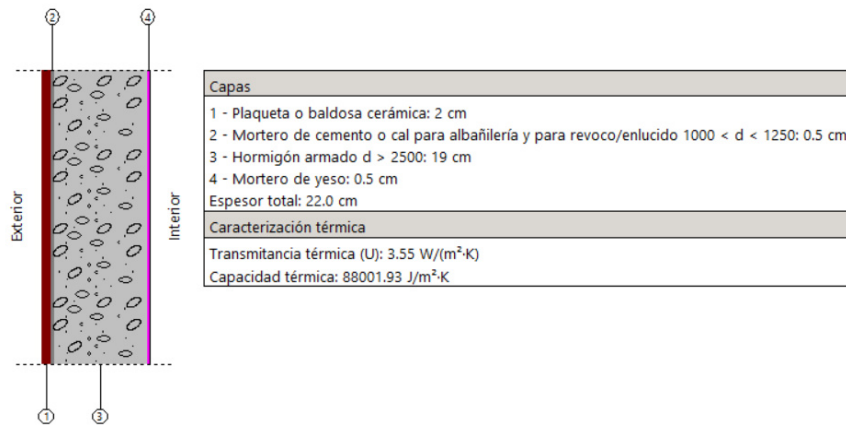 2
4
Exterior
Interior
1
3
Capas
1 - Plaqueta o baldosa cerámica: 2 cm
2 - Mortero de cemento o cal para albañilería y para revoco/enlucido 1000 < d < 1250: 0.5 cm
3 - Hormigón armado d > 2500: 19 cm
4 - Mortero de yeso: 0.5 cm
Espesor total: 22.0 cm
Caracterización térmica
Transmitancia térmica (U): 3.55 W/(m²·K)
Capacidad térmica: 88001.93 J/m²·K